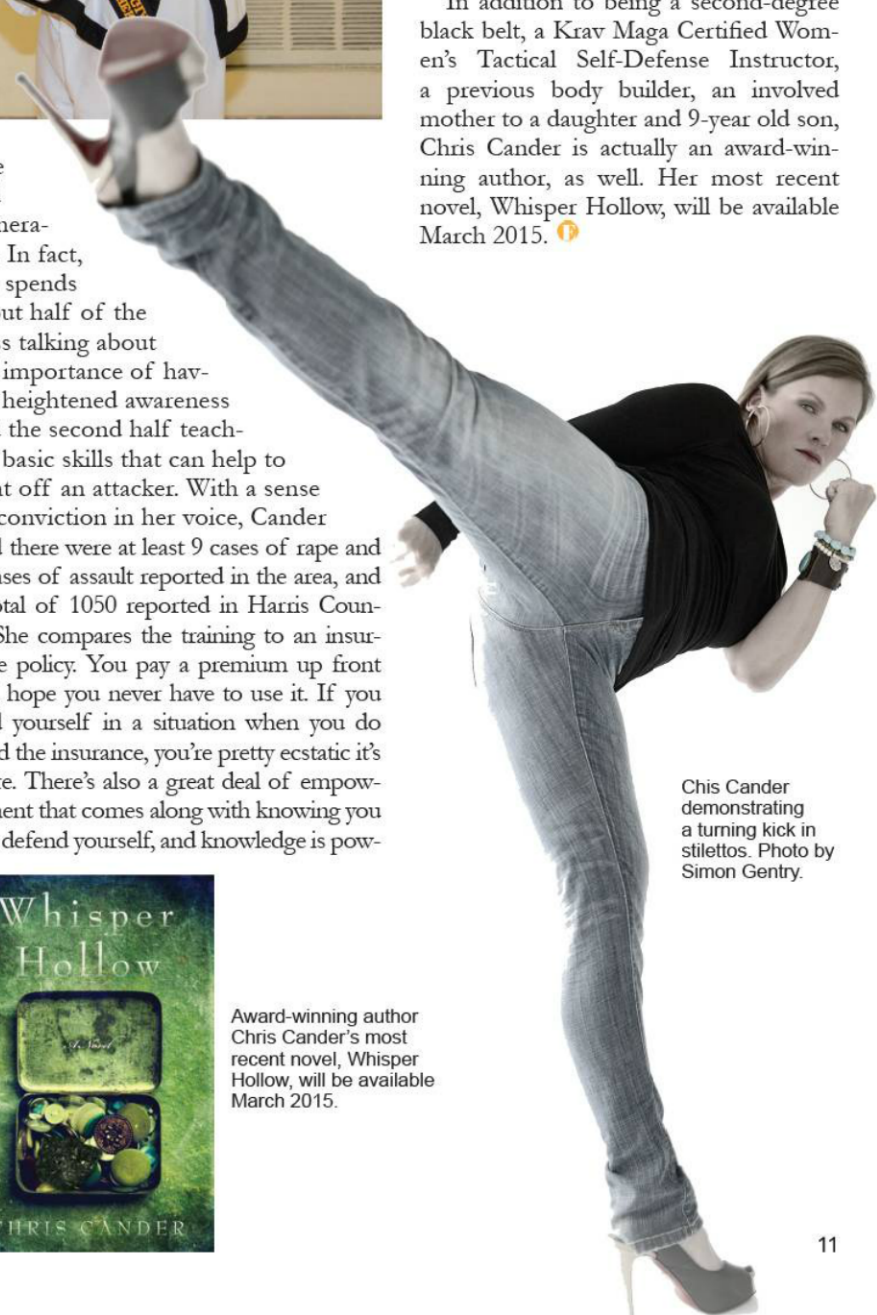 In addition to being a second-degree
black belt, a Krav Maga Certified Wom-
en's Tactical Self-Defense Instructor,
a previous body builder, an involved
mother to a daughter and 9-year old son,
Chris Cander is actually an award-win-
ning author, as well. Her most recent
novel, Whisper Hollow, will be available
March 2015.
In fact,
spends
half of the
talking about
importance of hav-
heightened awareness
the second half teach-
basic skills that can help to
off an attacker. With a sense
conviction in her voice, Cander
there were at least 9 cases of rape and
of assault reported in the area, and
of 1050 reported in Harris Coun-
She compares the training to an insur-
policy. You pay a premium up front
hope you never have to use it. If you
yourself in a situation when you do
the insurance, you're pretty ecstatic it's
There's also a great deal of empow-
that comes along with knowing you
defend yourself, and knowledge is pow-
Chis Cander
demonstrating
a turning kick in
stilettos. Photo by
Simon Gentry.
Whisper
Hollow
A Novel
CHRIS CANDER
Award-winning author
Chris Cander's most
recent novel, Whisper
Hollow, will be available
March 2015.
11